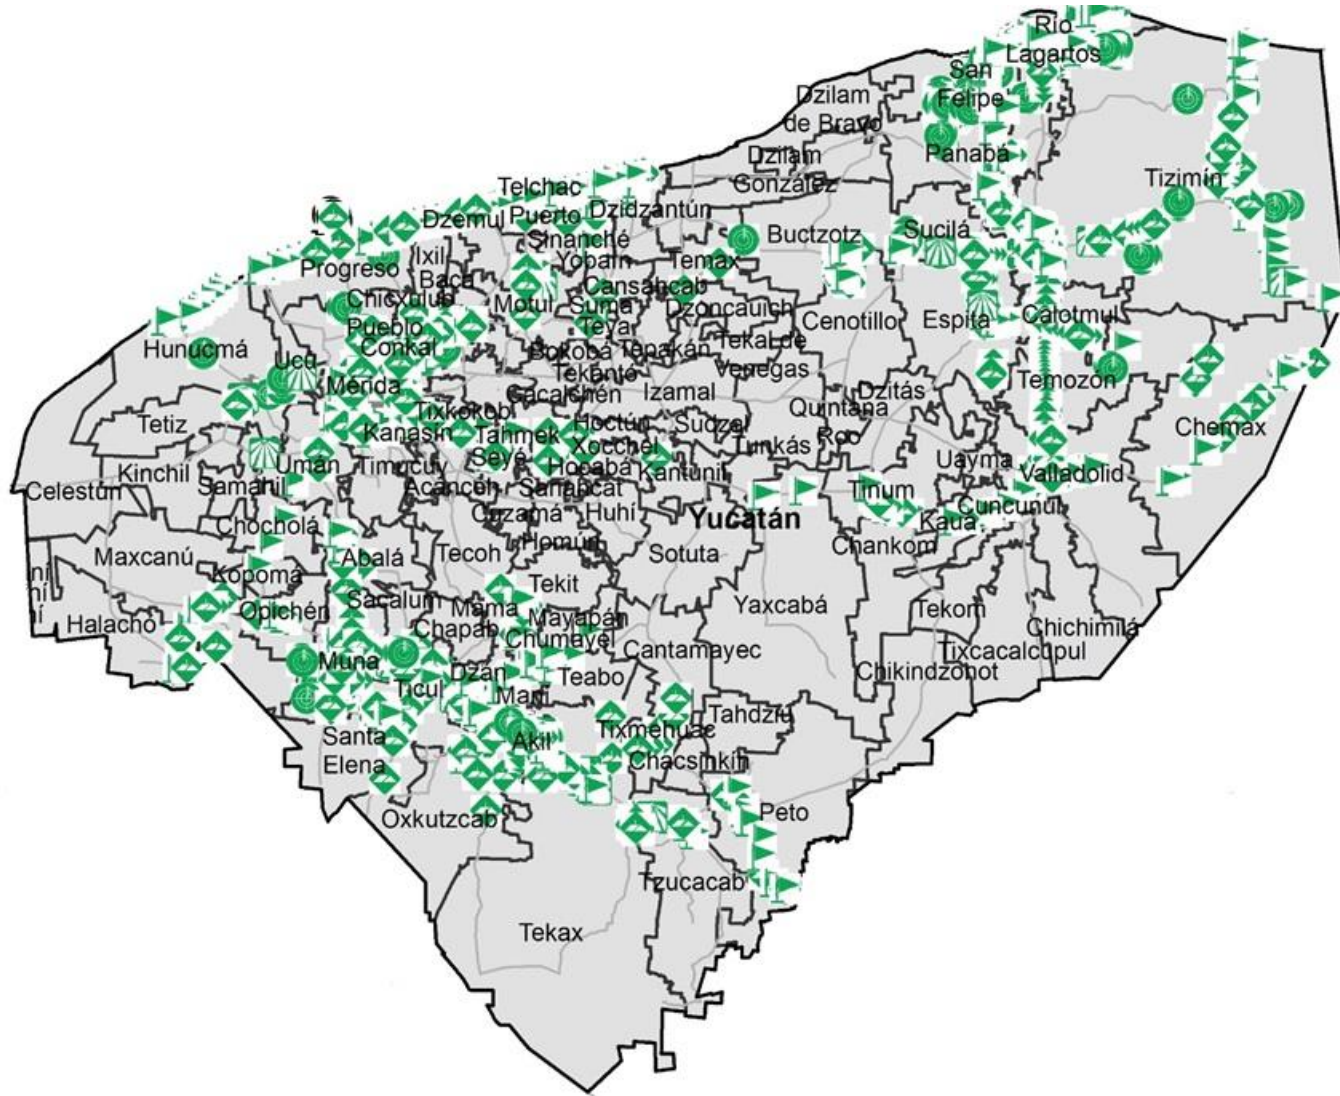 Río
Lagartos
San
Felipe
Dzilam
de Bravo
Panabá
Dzilam
González
Tizimín
Telchac
Puerto
Dzemul
Dzidzantún
Sinanché
Yobaín
Buctzotz
Sucilá
Ixil
Progreso
Baca
Temax
Cansahcab
Chicxulub
Pueblo
Motul
Suma
Teya
Dzoncauich
Cenotillo
Espita
Calotmul
Hunucmá
Ucú
Conkal
Bokobá
Tepakán
Tekal de
Venegas
Tekantó
Mérida
Cacalchén
Izamal
Temozón
Dzitás
Quintana
Roo
Tetiz
Tixkokob
Kanasín
Tahmek
Hoctún
Sudzal
Tunkás
Chemax
Xocchel
Seyé
Hocabá
Kantunil
Uayma
Valladolid
Kinchil
Umán
Timucuy
Samahil
Acanceh
Sanahcat
Celestún
Tinum
Cuncunul
Kaua
Cuzamá
Huhí
Yucatán
Chocholá
Homún
Chankom
Maxcanú
Abalá
Tecoh
Sotuta
Kopomá
Tekit
ní
ní
ní
Halachó
Opichén
Sacalum
Mama
Chapab
Mayapán
Chumayel
Yaxcabá
Tekom
Chichimilá
Tixcacalcupul
Cantamayec
Chikindzonot
Muna
Ticul
Dzán
Maní
Teabo
Santa
Elena
Akil
Tixmehuac
Tahdziú
Chacsinkín
Oxkutzcab
Peto
Tzucacab
Tekax